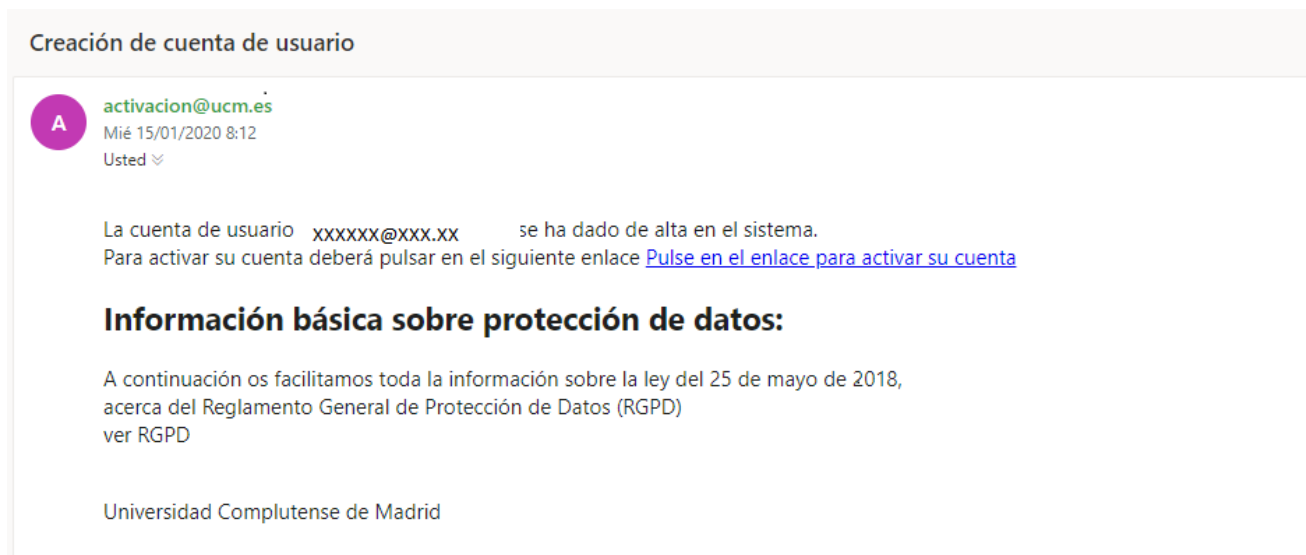 Creación de cuenta de usuario
A
activacion@ucm.es
Mié 15/01/2020 8:12
Usted
La cuenta de usuario xxxxxx@xxx.xx se ha dado de alta en el sistema.
Para activar su cuenta deberá pulsar en el siguiente enlace Pulse en el enlace para activar su cuenta
Información básica sobre protección de datos:
A continuación os facilitamos toda la información sobre la ley del 25 de mayo de 2018,
acerca del Reglamento General de Protección de Datos (RGPD)
ver RGPD
Universidad Complutense de Madrid